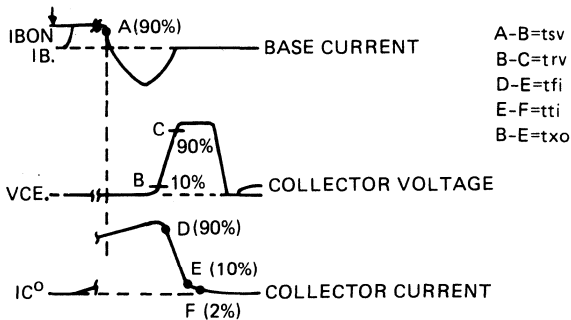 IBON
A(90%)
IB.
BASE CURRENT
A-B=tsv
B-C=trv
D-E=tfi
E-F=tti
B-E=txo
C
90%
B
10%
VCE.
COLLECTOR VOLTAGE
D(90%)
E (10%)
ICO
COLLECTOR CURRENT
F (2%)